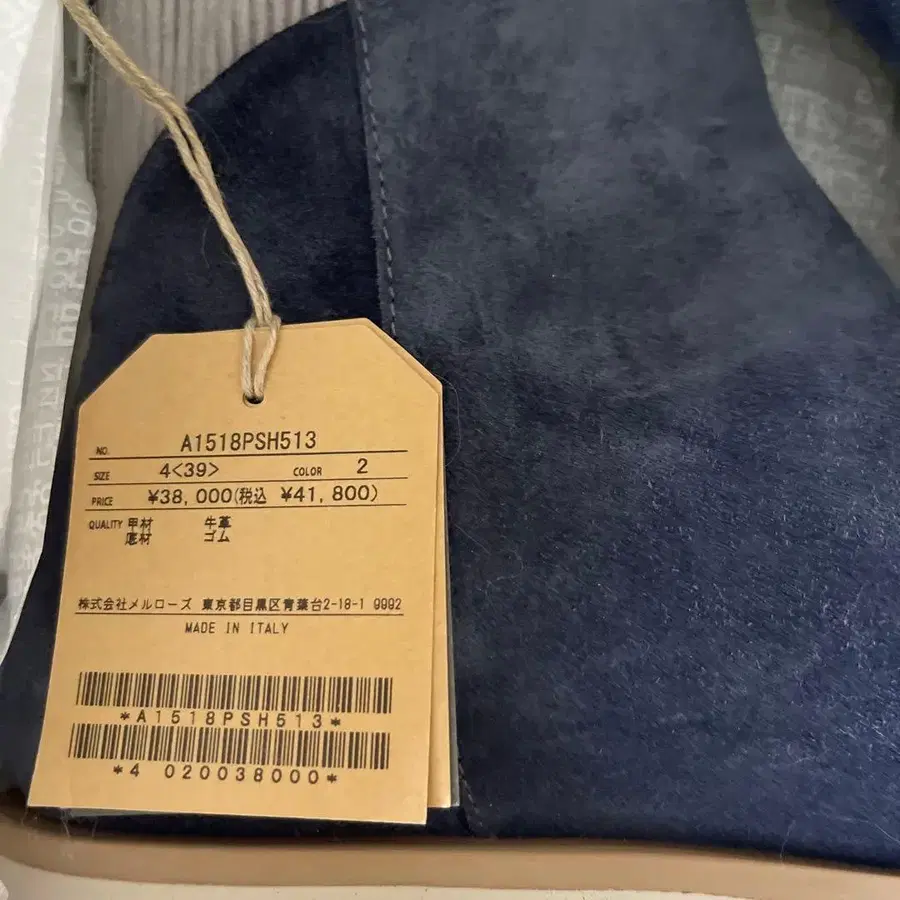 NO. A1518PSH513
SIZE 4<39> COLOR 2
PRICE ¥38,000(税込 ¥41,800)
QUALITY 甲材 牛革
底材 ゴム
株式会社メルローズ 東京都目黒区青葉台2-18-1 9992
MADE IN ITALY
*A1518PSH513*
*4 020038000*